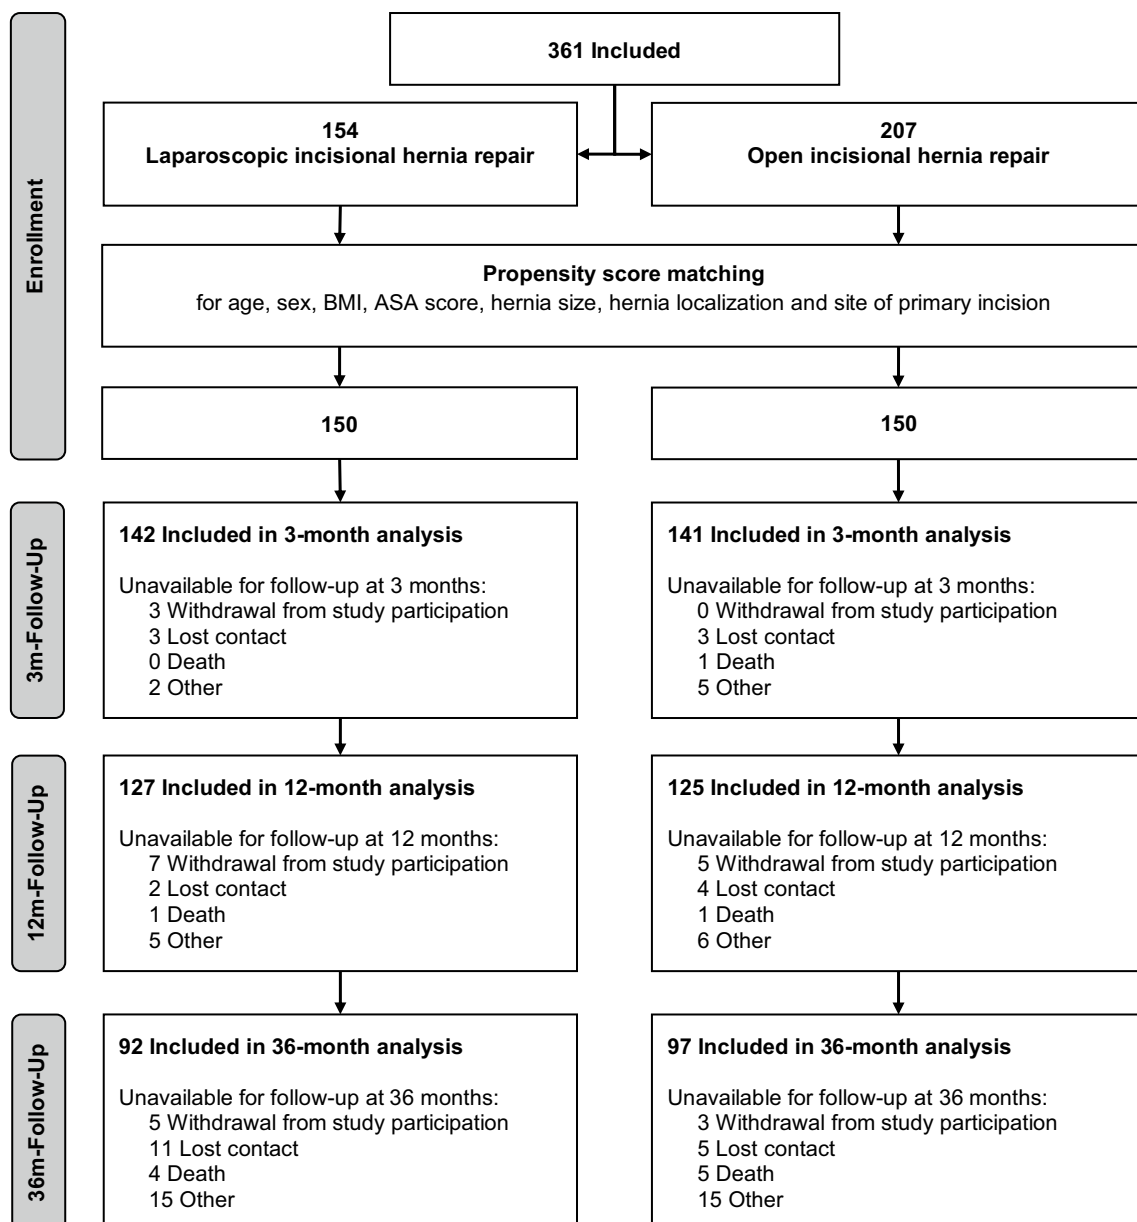 361 Included
154
Laparoscopic incisional hernia repair
207
Open incisional hernia repair
Enrollment
Propensity score matching
for age, sex, BMI, ASA score, hernia size, hernia localization and site of primary incision
150
150
3m-Follow-Up
142 Included in 3-month analysis
Unavailable for follow-up at 3 months:
3 Withdrawal from study participation
3 Lost contact
0 Death
2 Other
141 Included in 3-month analysis
Unavailable for follow-up at 3 months:
0 Withdrawal from study participation
3 Lost contact
1 Death
5 Other
12m-Follow-Up
127 Included in 12-month analysis
Unavailable for follow-up at 12 months:
7 Withdrawal from study participation
2 Lost contact
1 Death
5 Other
125 Included in 12-month analysis
Unavailable for follow-up at 12 months:
5 Withdrawal from study participation
4 Lost contact
1 Death
6 Other
36m-Follow-Up
92 Included in 36-month analysis
Unavailable for follow-up at 36 months:
5 Withdrawal from study participation
11 Lost contact
4 Death
15 Other
97 Included in 36-month analysis
Unavailable for follow-up at 36 months:
3 Withdrawal from study participation
5 Lost contact
5 Death
15 Other